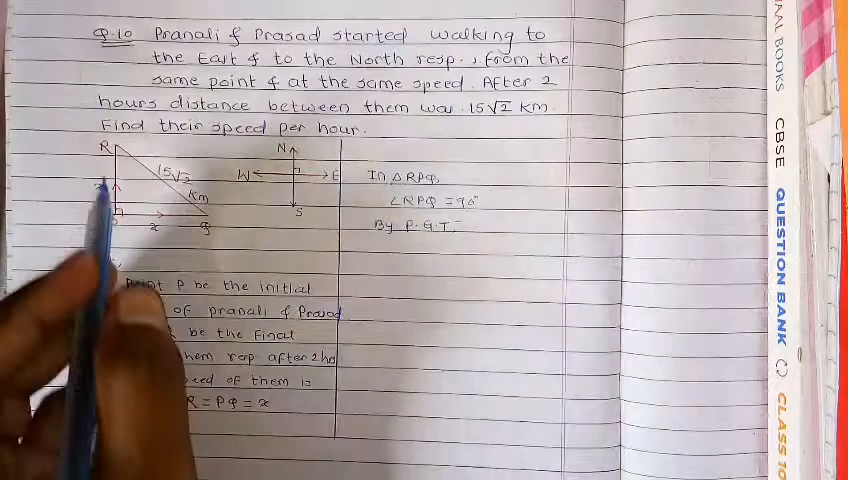 Q.10 Pranali & Prasad started walking to
the East & to the North resp., from the
same point & at the same speed. After 2
hours distance between them was 15√2 Km.
Find their speed per hour.
R
15√2
Km
x
Q
N
W
E
S
In △RPQ,
∠RPQ = 90°
By P.G.T.
Point P be the initial
of pranali & Prasad
be the Final
them resp after 2 ho
speed of them is
R = PQ = x
NAAL BOOKS
CBSE
QUESTION BANK
CLASS 10